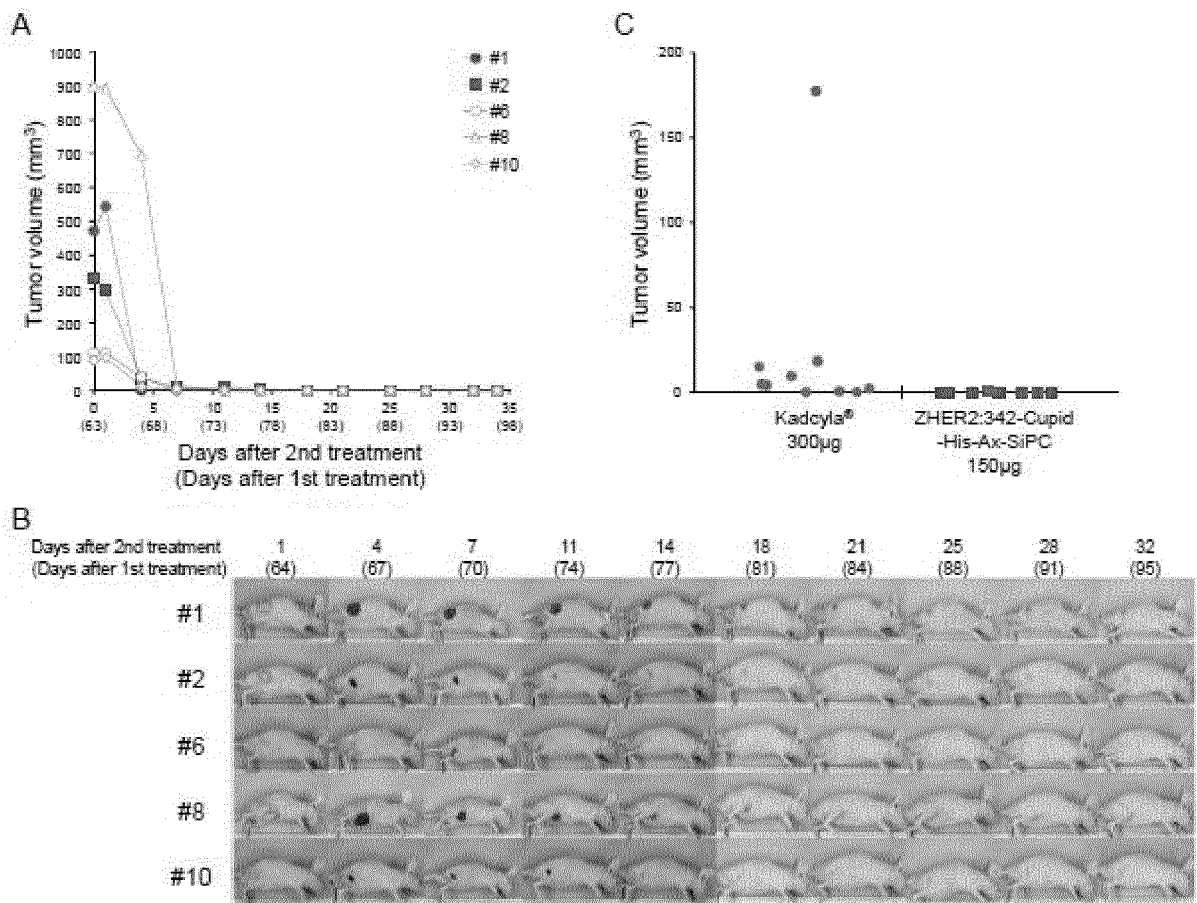 A
Tumor volume (mm³)
1000
900
800
700
600
500
400
300
200
100
0
0 5 10 15 20 25 30 35
(63) (68) (73) (78) (83) (88) (93) (98)
Days after 2nd treatment
(Days after 1st treatment)
#1
#2
#6
#8
#10
C
Tumor volume (mm³)
200
150
100
50
0
Kadcyla®
300µg
ZHER2:342-Cupid
-His-Ax-SiPC
150µg
B
Days after 2nd treatment 1 4 7 11 14 18 21 25 28 32
(Days after 1st treatment) (64) (67) (70) (74) (77) (81) (84) (88) (91) (95)
#1
#2
#6
#8
#10